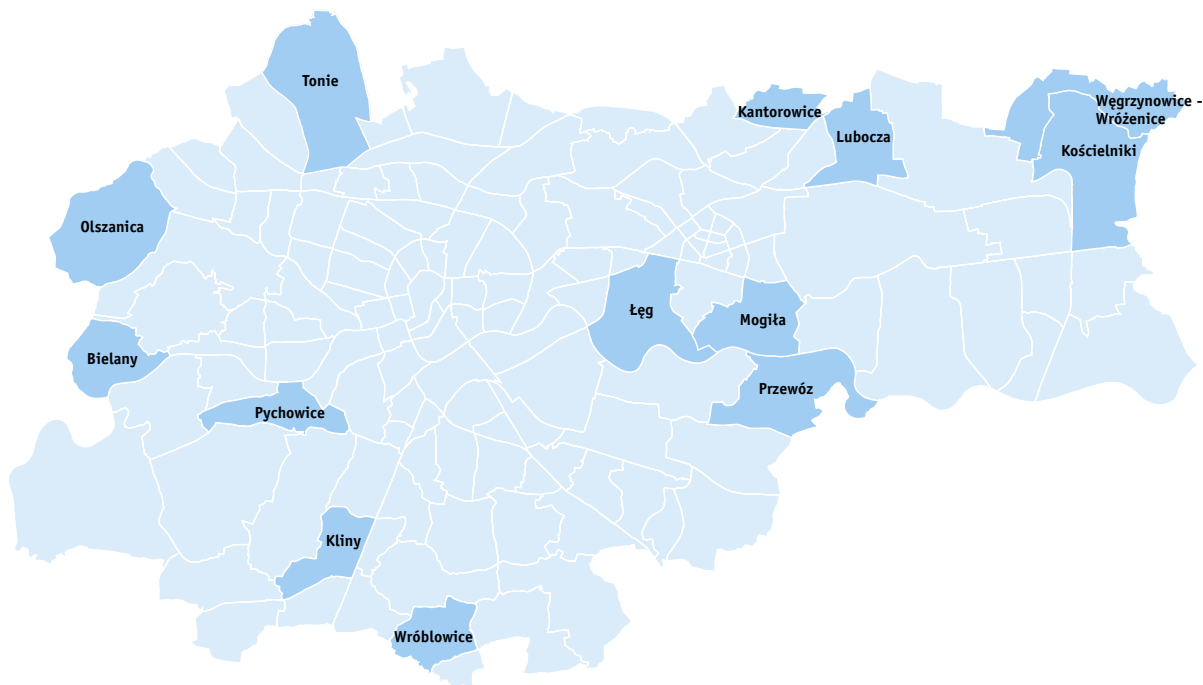 Tonie
Kantorowice
Węgrzynowice -
Wróżenice
Lubocza
Kościelniki
Olszanica
Łęg
Mogiła
Bielany
Przewóz
Pychowice
Kliny
Wróblowice